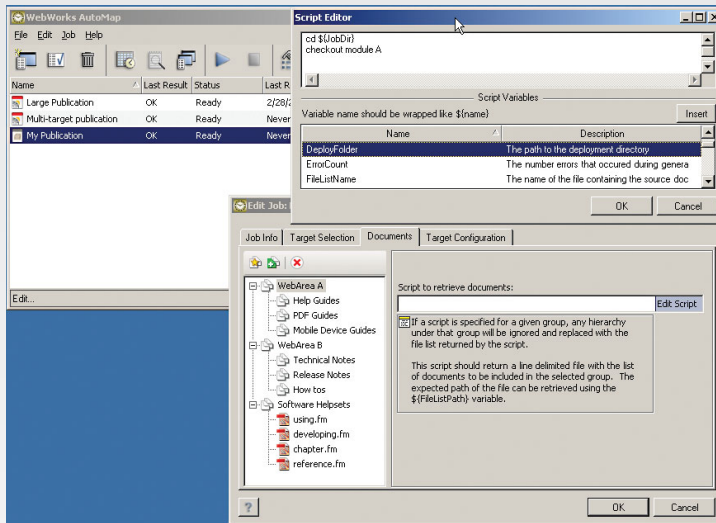 WebWorks AutoMap
File Edit Job Help
Name Last Result Status Last R
Large Publication OK Ready 2/28/2
Multi-target publication OK Ready Never
My Publication OK Ready Never
Edit...
Script Editor
cd ${JobDir}
checkout module A
Script Variables
Variable name should be wrapped like ${name}
Insert
Name Description
DeployFolder The path to the deployment directory
ErrorCount The number errors that occured during genera
FileListName The name of the file containing the source doc
OK Cancel
Edit Job:
Job Info Target Selection Documents Target Configuration
WebArea A
Help Guides
PDF Guides
Mobile Device Guides
WebArea B
Technical Notes
Release Notes
How tos
Software Helpsets
using.fm
developing.fm
chapter.fm
reference.fm
Script to retrieve documents:
Edit Script
If a script is specified for a given group, any hierarchy
under that group will be ignored and replaced with the
file list returned by the script.
This script should return a line delimited file with the list
of documents to be included in the selected group. The
expected path of the file can be retrieved using the
${FileListPath} variable.
?
OK Cancel